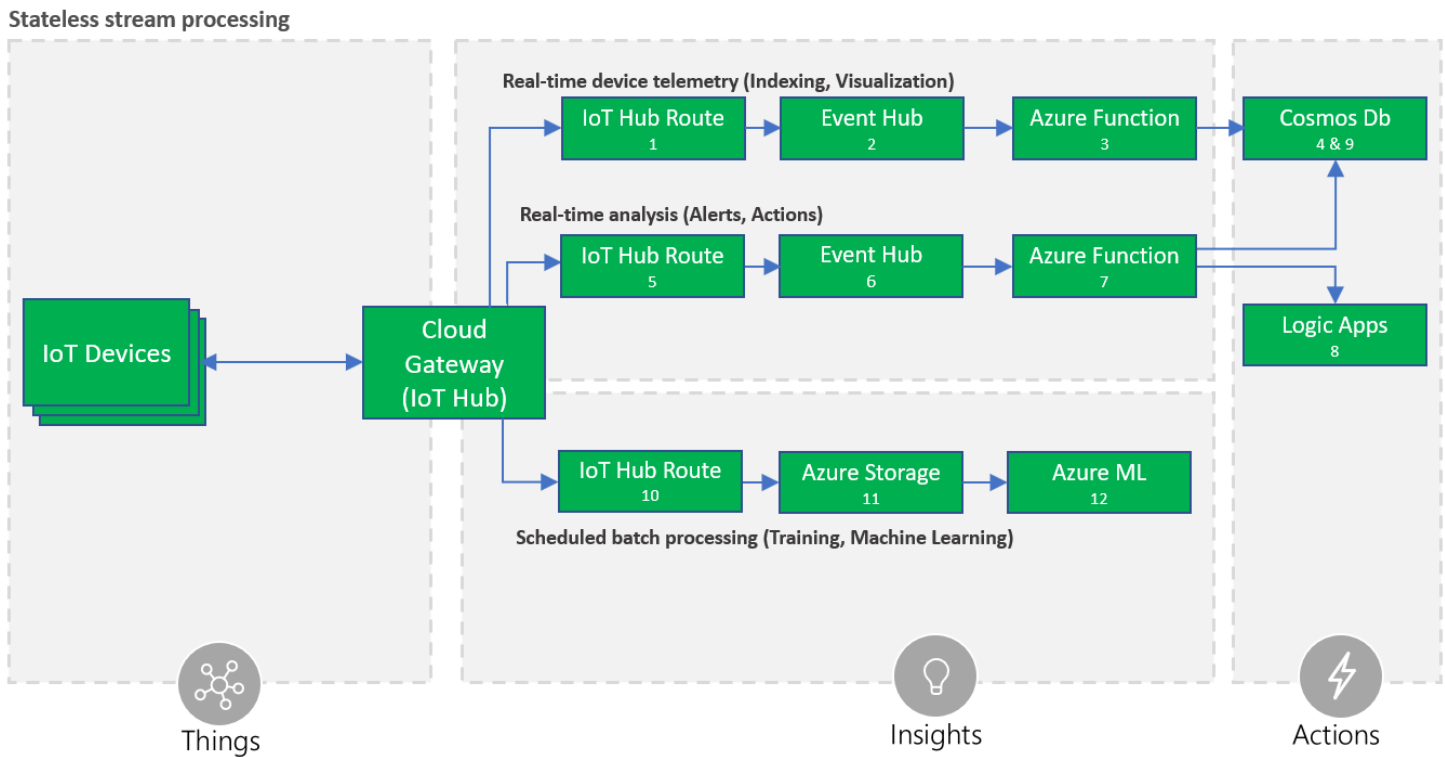 Stateless stream processing
Real-time device telemetry (Indexing, Visualization)
IoT Hub Route
1
Event Hub
2
Azure Function
3
Cosmos Db
4 & 9
Real-time analysis (Alerts, Actions)
IoT Hub Route
5
Event Hub
6
Azure Function
7
Logic Apps
8
IoT Devices
Cloud
Gateway
(IoT Hub)
IoT Hub Route
10
Azure Storage
11
Azure ML
12
Scheduled batch processing (Training, Machine Learning)
Things
Insights
Actions